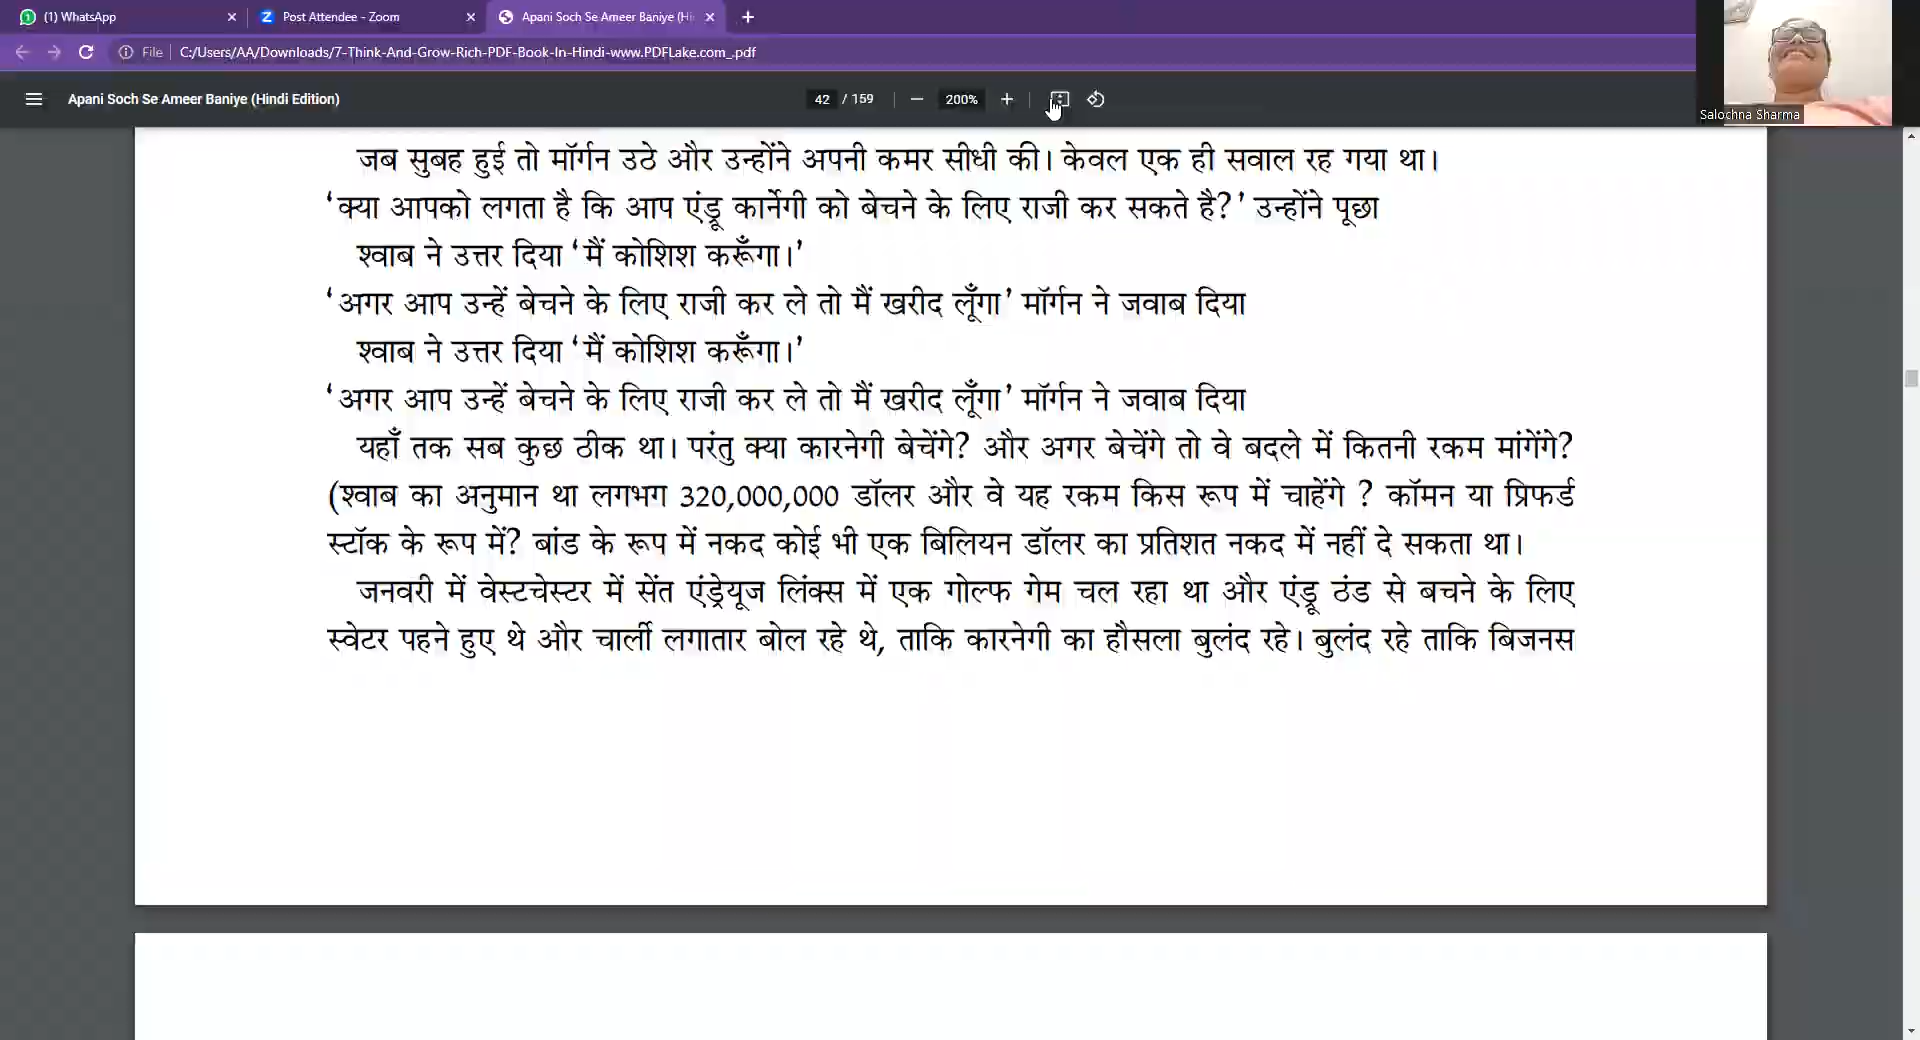 (1) WhatsApp
Post Attendee - Zoom
Apani Soch Se Ameer Baniye (Hi
File C:/Users/AA/Downloads/7-Think-And-Grow-Rich-PDF-Book-In-Hindi-www.PDFLake.com_.pdf
Apani Soch Se Ameer Baniye (Hindi Edition) 42 / 159 200%
Salochna Sharma
जब सुबह हुई तो मॉर्गन उठे और उन्होंने अपनी कमर सीधी की। केवल एक ही सवाल रह गया था।
‘क्या आपको लगता है कि आप एंड्रू कार्नेगी को बेचने के लिए राजी कर सकते है?’ उन्होंने पूछा
श्वाब ने उत्तर दिया ‘मैं कोशिश करूँगा।’
‘अगर आप उन्हें बेचने के लिए राजी कर ले तो मैं खरीद लूँगा’ मॉर्गन ने जवाब दिया
श्वाब ने उत्तर दिया ‘मैं कोशिश करूँगा।’
‘अगर आप उन्हें बेचने के लिए राजी कर ले तो मैं खरीद लूँगा’ मॉर्गन ने जवाब दिया
यहाँ तक सब कुछ ठीक था। परंतु क्या कारनेगी बेचेंगे? और अगर बेचेंगे तो वे बदले में कितनी रकम मांगेंगे?
(श्वाब का अनुमान था लगभग 320,000,000 डॉलर और वे यह रकम किस रूप में चाहेंगे ? कॉमन या प्रिफर्ड
स्टॉक के रूप में? बांड के रूप में नकद कोई भी एक बिलियन डॉलर का प्रतिशत नकद में नहीं दे सकता था।
जनवरी में वेस्टचेस्टर में सेंत एंड्रेयूज लिंक्स में एक गोल्फ गेम चल रहा था और एंड्रू ठंड से बचने के लिए
स्वेटर पहने हुए थे और चार्ली लगातार बोल रहे थे, ताकि कारनेगी का हौसला बुलंद रहे। बुलंद रहे ताकि बिजनस